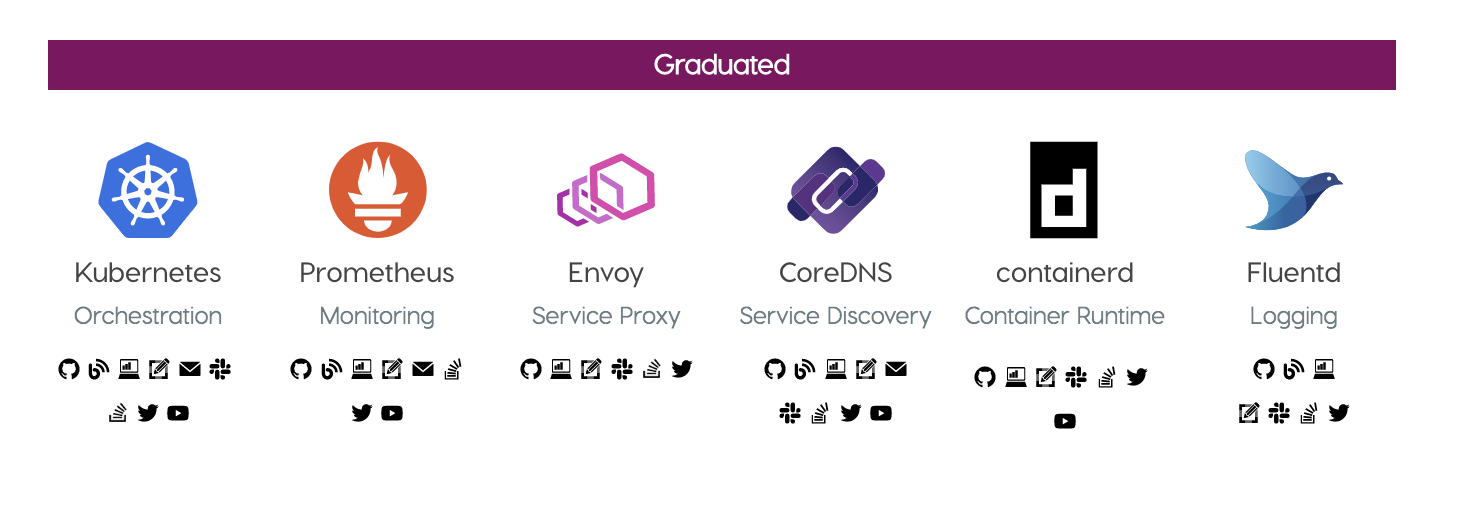 Graduated
Kubernetes
Orchestration
Prometheus
Monitoring
Envoy
Service Proxy
CoreDNS
Service Discovery
d
containerd
Container Runtime
Fluentd
Logging